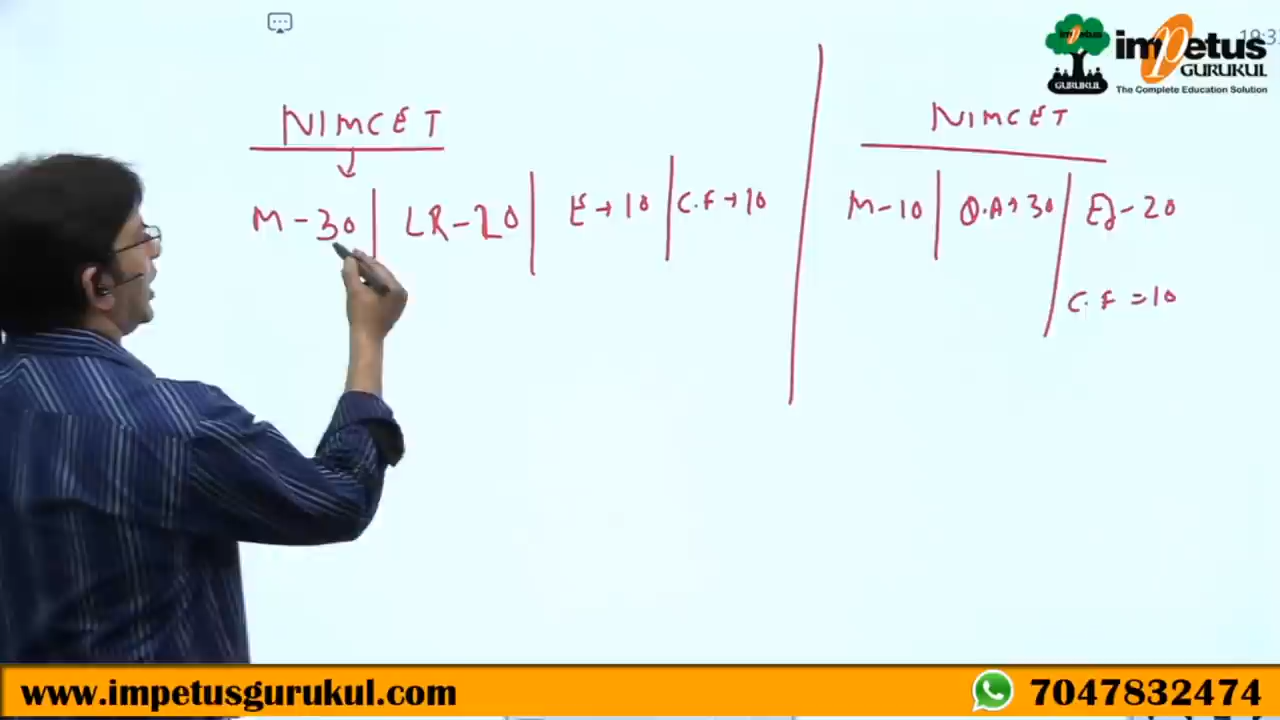 impetus
GURUKUL
The Complete Education Solution
GURUKUL
NIMCET
M - 30 | LR - 20 | E → 10 | C.F → 10
NIMCET
M - 10 | Q.A → 30 | - 20
C.F = 10
www.impetusgurukul.com
7047832474